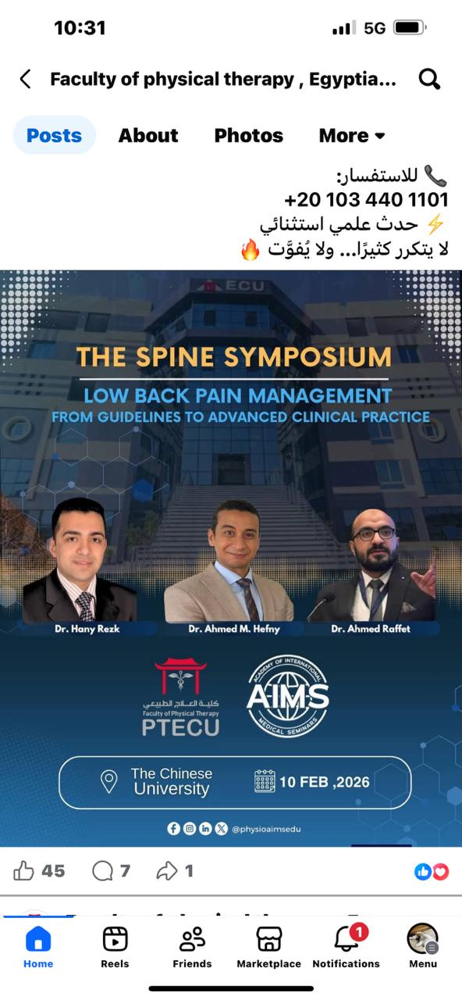 10:31
5G
Faculty of physical therapy , Egyptia...
Posts About Photos More
📞 للاستفسار:
+20 103 440 1101
⚡ حدث علمي استثنائي
لا يتكرر كثيرًا... ولا يُفوَّت 🔥
ECU
THE SPINE SYMPOSIUM
LOW BACK PAIN MANAGEMENT
FROM GUIDELINES TO ADVANCED CLINICAL PRACTICE
Dr. Hany Rezk
Dr. Ahmed M. Hefny
Dr. Ahmed Raffet
كلية العلاج الطبيعي
Faculty of Physical Therapy
PTECU
ACADEMY OF INTERNATIONAL
AIMS
MEDICAL SEMINARS
The Chinese
University
10 FEB ,2026
@physioaimsedu
45 7 1
1
Home Reels Friends Marketplace Notifications Menu